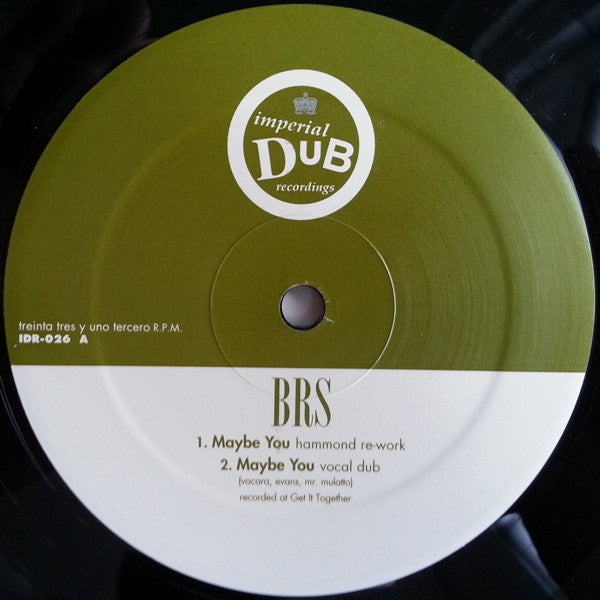 imperial
DUB
recordings
treinta tres y uno tercero R.P.M.
IDR-026 A
BRS
1. Maybe You hammond re-work
2. Maybe You vocal dub
(vacara, evans, mr. mulatto)
recorded at Get It Together